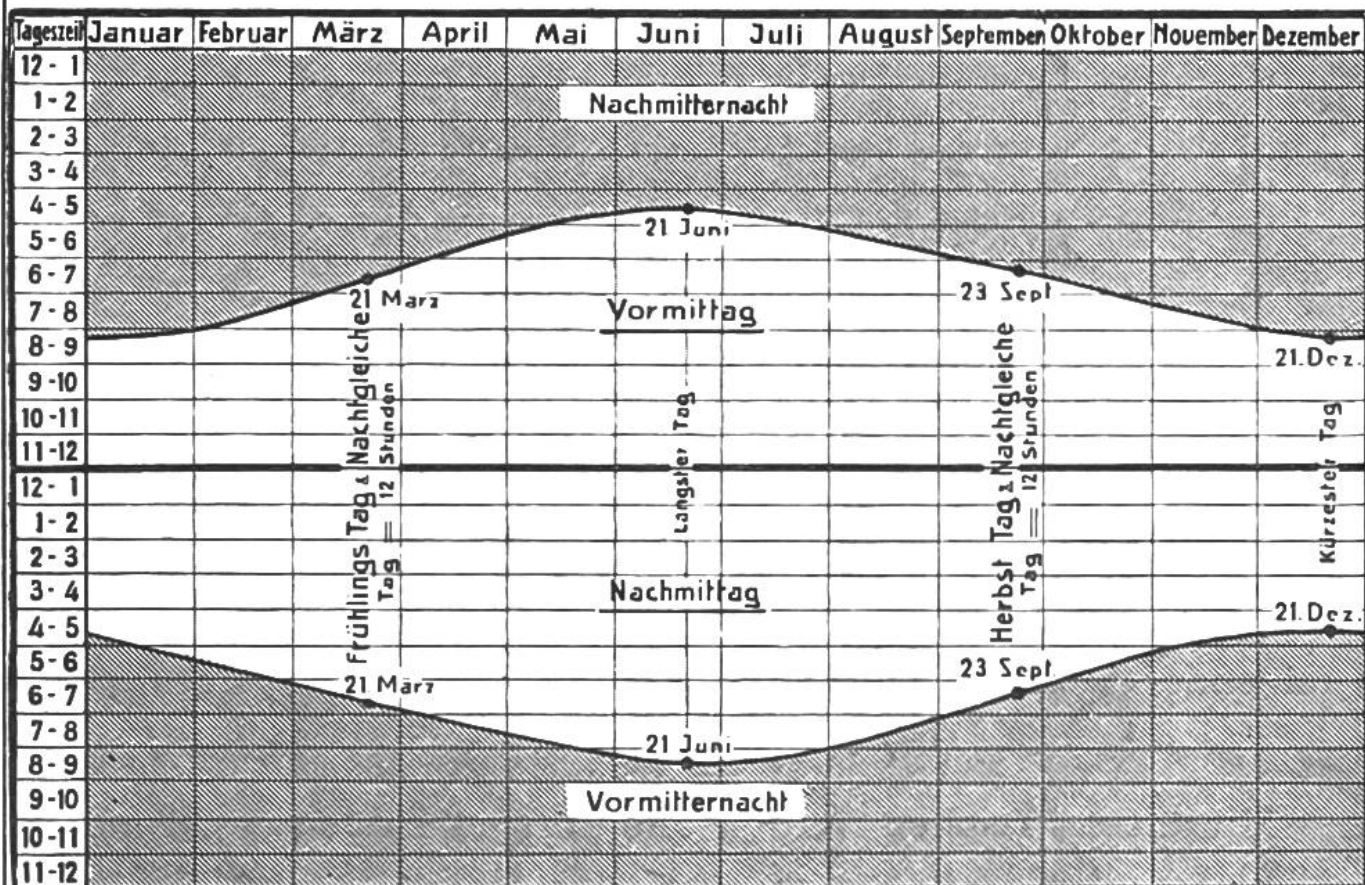 Tageszeit Januar Februar März April Mai Juni Juli August September Oktober November Dezember
12 - 1
1 - 2
Nachmitternacht
2 - 3
3 - 4
4 - 5
21 Juni
5 - 6
6 - 7
21 März
23 Sept
7 - 8
Vormittag
8 - 9
21. Dez.
9 - 10
10 - 11
11 - 12
Frühlings Tag & Nachtgleichen
Tag = 12 Stunden
Längster Tag
Herbst Tag & Nachtgleiche
Tag = 12 Stunden
Kürzester Tag
12 - 1
1 - 2
2 - 3
3 - 4
Nachmittag
4 - 5
21. Dez.
5 - 6
23 Sept.
6 - 7
21 März
7 - 8
21 Juni
8 - 9
9 - 10
Vormitternacht
10 - 11
11 - 12